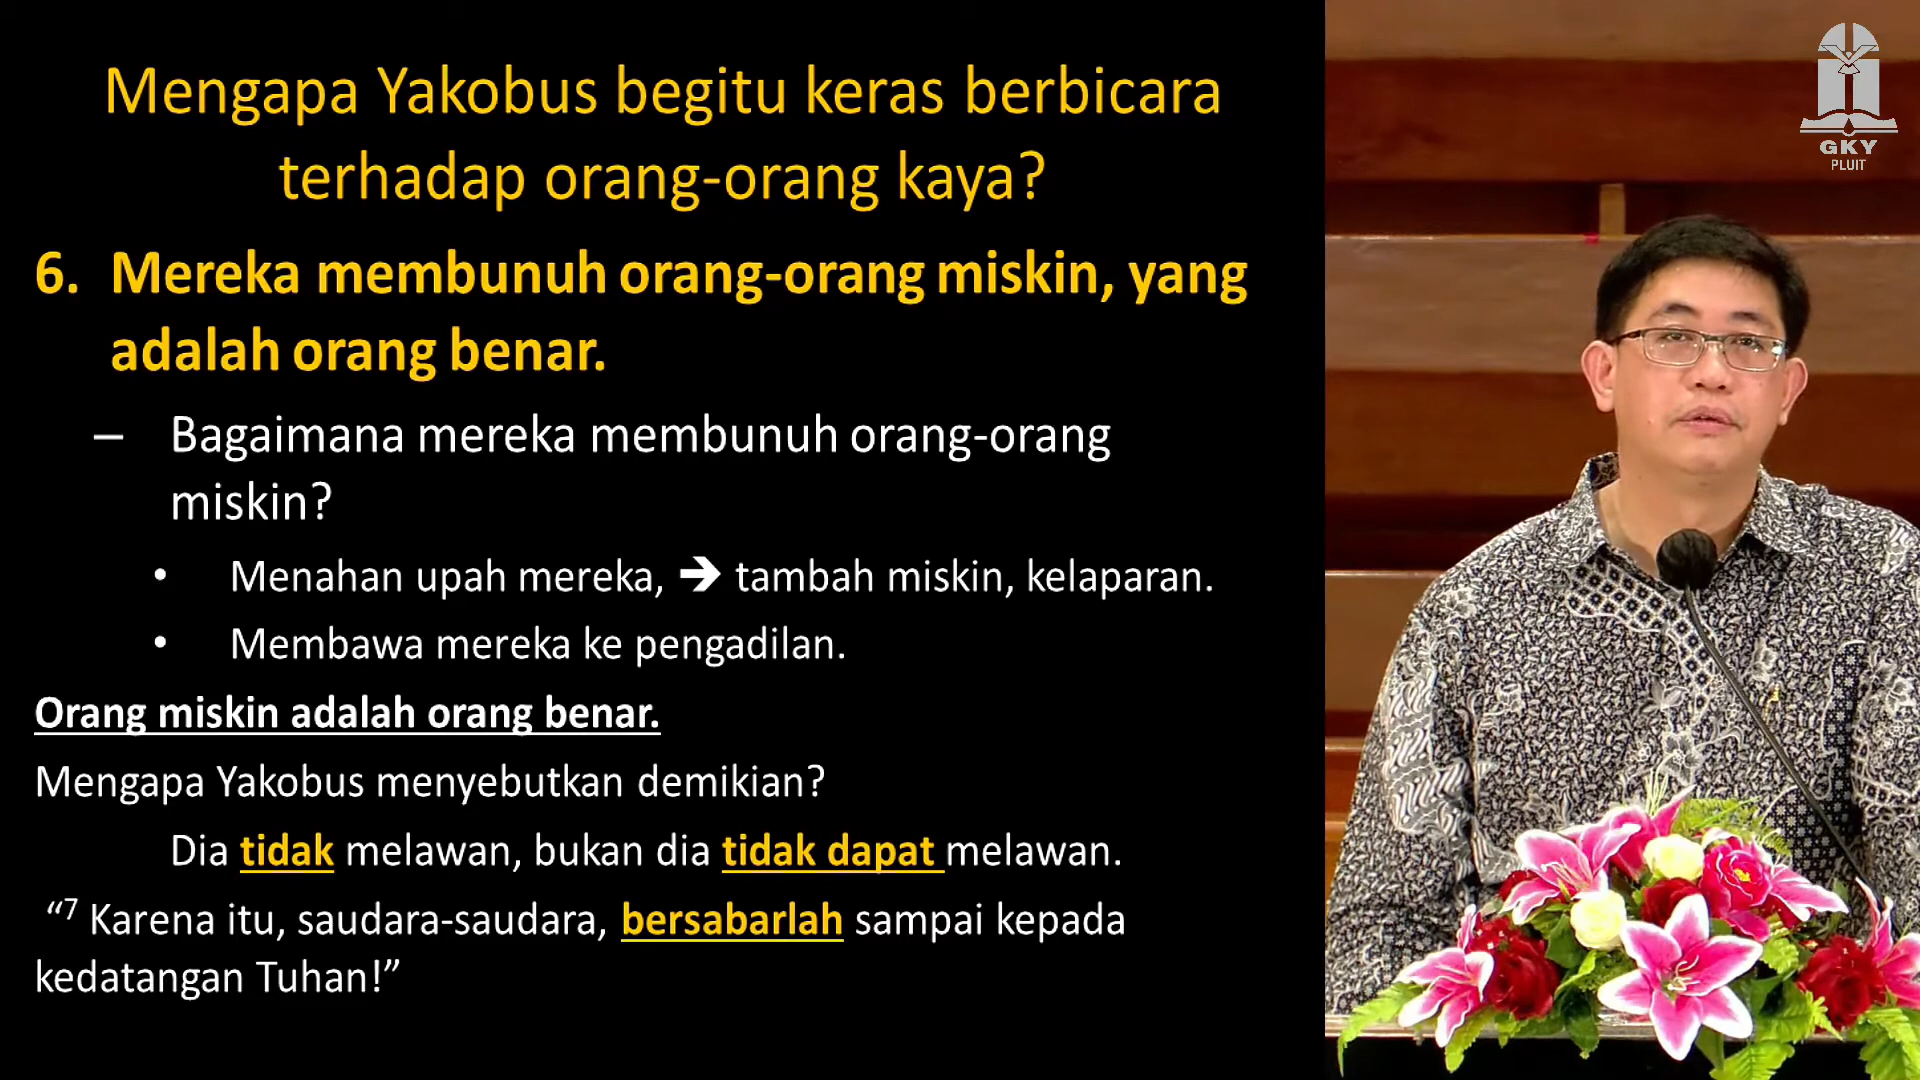 Mengapa Yakobus begitu keras berbicara
terhadap orang-orang kaya?
6. Mereka membunuh orang-orang miskin, yang
adalah orang benar.
– Bagaimana mereka membunuh orang-orang
miskin?
• Menahan upah mereka, ➔ tambah miskin, kelaparan.
• Membawa mereka ke pengadilan.
Orang miskin adalah orang benar.
Mengapa Yakobus menyebutkan demikian?
Dia tidak melawan, bukan dia tidak dapat melawan.
“7 Karena itu, saudara-saudara, bersabarlah sampai kepada
kedatangan Tuhan!”
GKY
PLUIT